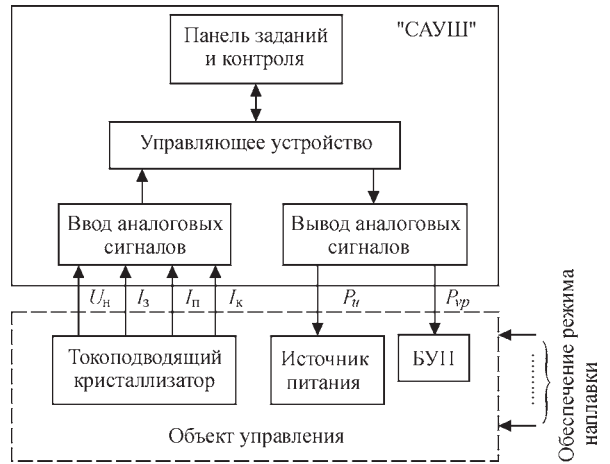 "САУШ"
Панель заданий
и контроля
Управляющее устройство
Ввод аналоговых
сигналов
Вывод аналоговых
сигналов
Uн Iз Iп Iк Pи Pvp
Токоподводящий
кристаллизатор
Источник
питания
БУП
Объект управления
Обеспечение режима
наплавки